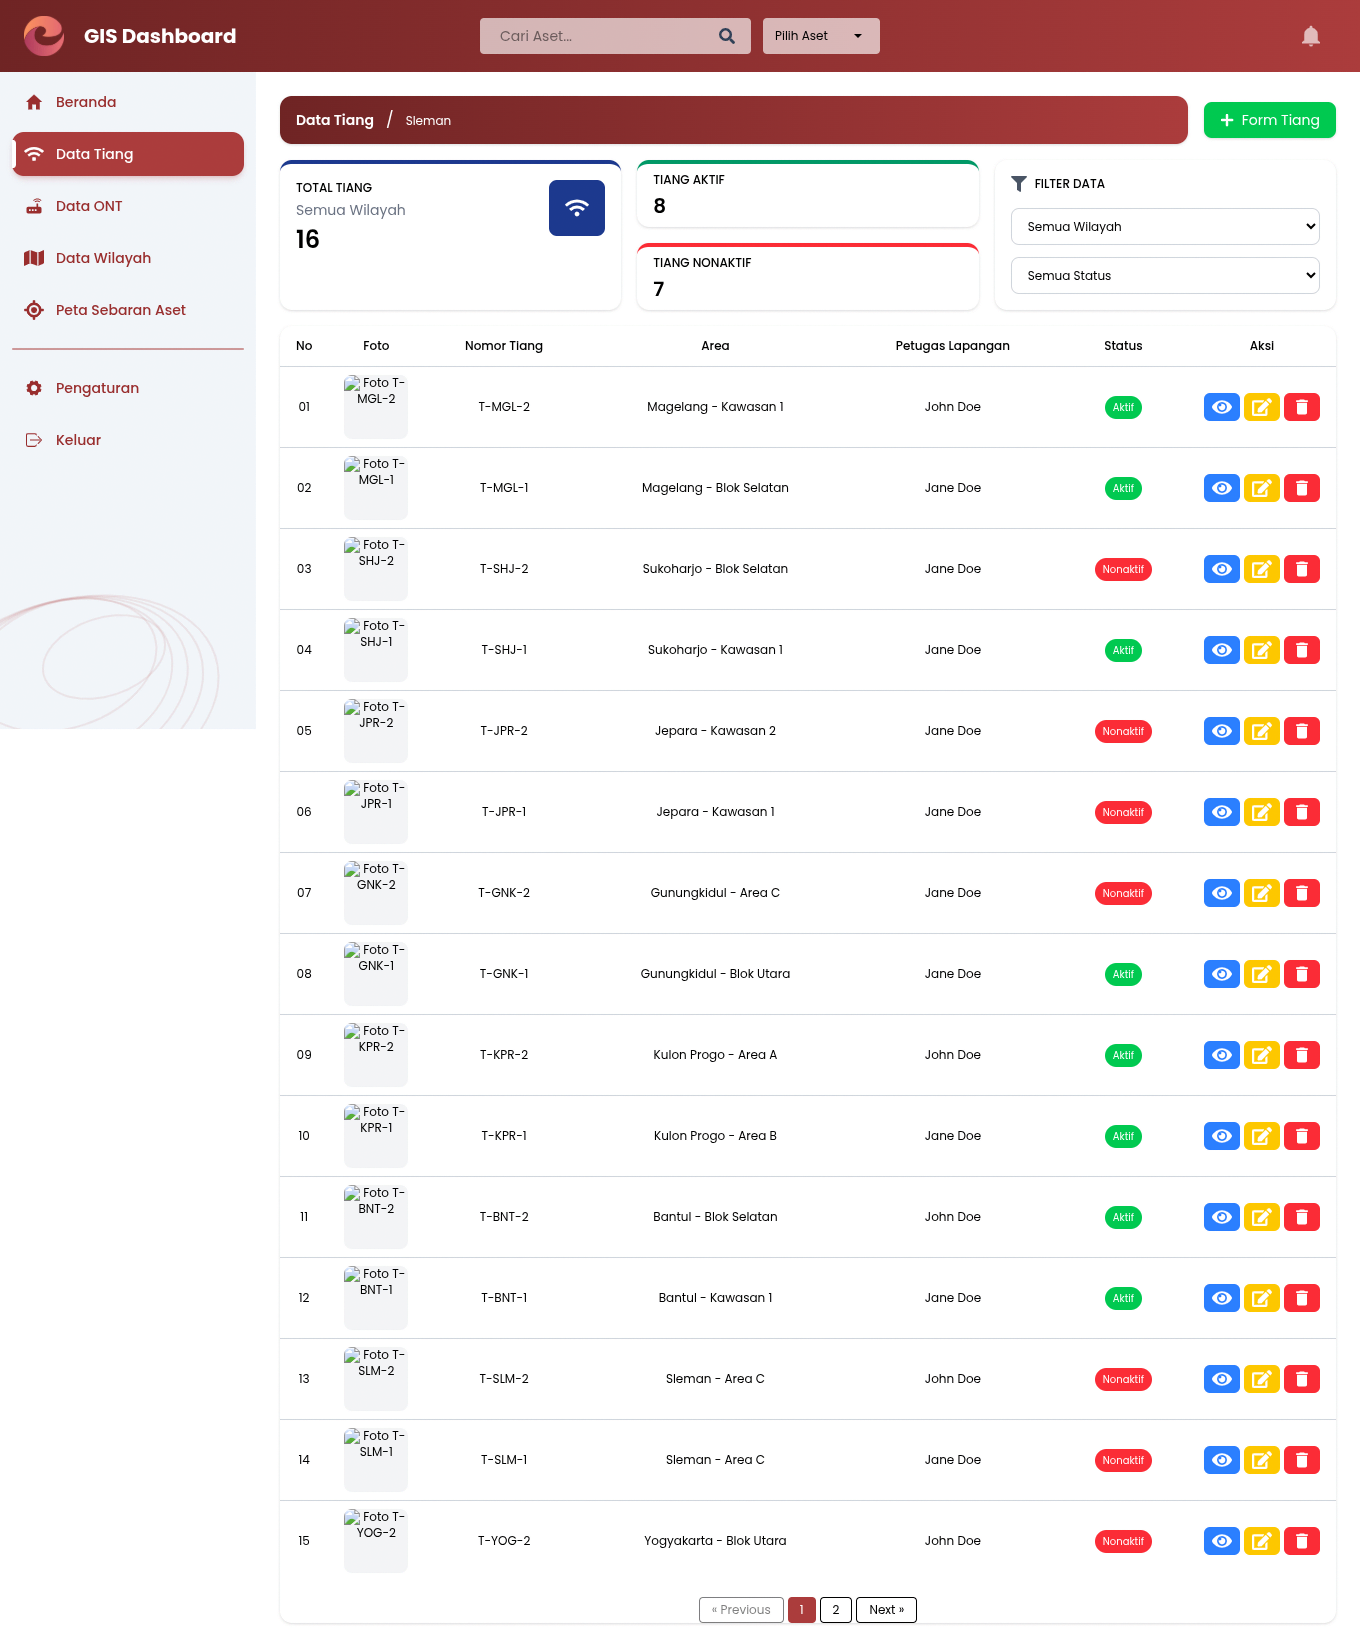 GIS Dashboard
Cari Aset...
Pilih Aset
Beranda
Data Tiang
Data ONT
Data Wilayah
Peta Sebaran Aset
Pengaturan
Keluar
Data Tiang / Sleman
Form Tiang
TOTAL TIANG
Semua Wilayah
16
TIANG AKTIF
8
TIANG NONAKTIF
7
FILTER DATA
Semua Wilayah
Semua Status
No Foto Nomor Tiang Area Petugas Lapangan Status Aksi
Foto T-
MGL-2
01 T-MGL-2 Magelang - Kawasan 1 John Doe Aktif
Foto T-
MGL-1
02 T-MGL-1 Magelang - Blok Selatan Jane Doe Aktif
Foto T-
SHJ-2
03 T-SHJ-2 Sukoharjo - Blok Selatan Jane Doe Nonaktif
Foto T-
SHJ-1
04 T-SHJ-1 Sukoharjo - Kawasan 1 Jane Doe Aktif
Foto T-
JPR-2
05 T-JPR-2 Jepara - Kawasan 2 Jane Doe Nonaktif
Foto T-
JPR-1
06 T-JPR-1 Jepara - Kawasan 1 Jane Doe Nonaktif
Foto T-
GNK-2
07 T-GNK-2 Gunungkidul - Area C Jane Doe Nonaktif
Foto T-
GNK-1
08 T-GNK-1 Gunungkidul - Blok Utara Jane Doe Aktif
Foto T-
KPR-2
09 T-KPR-2 Kulon Progo - Area A John Doe Aktif
Foto T-
KPR-1
10 T-KPR-1 Kulon Progo - Area B Jane Doe Aktif
Foto T-
BNT-2
11 T-BNT-2 Bantul - Blok Selatan John Doe Aktif
Foto T-
BNT-1
12 T-BNT-1 Bantul - Kawasan 1 Jane Doe Aktif
Foto T-
SLM-2
13 T-SLM-2 Sleman - Area C John Doe Nonaktif
Foto T-
SLM-1
14 T-SLM-1 Sleman - Area C Jane Doe Nonaktif
Foto T-
YOG-2
15 T-YOG-2 Yogyakarta - Blok Utara John Doe Nonaktif
« Previous 1 2 Next »